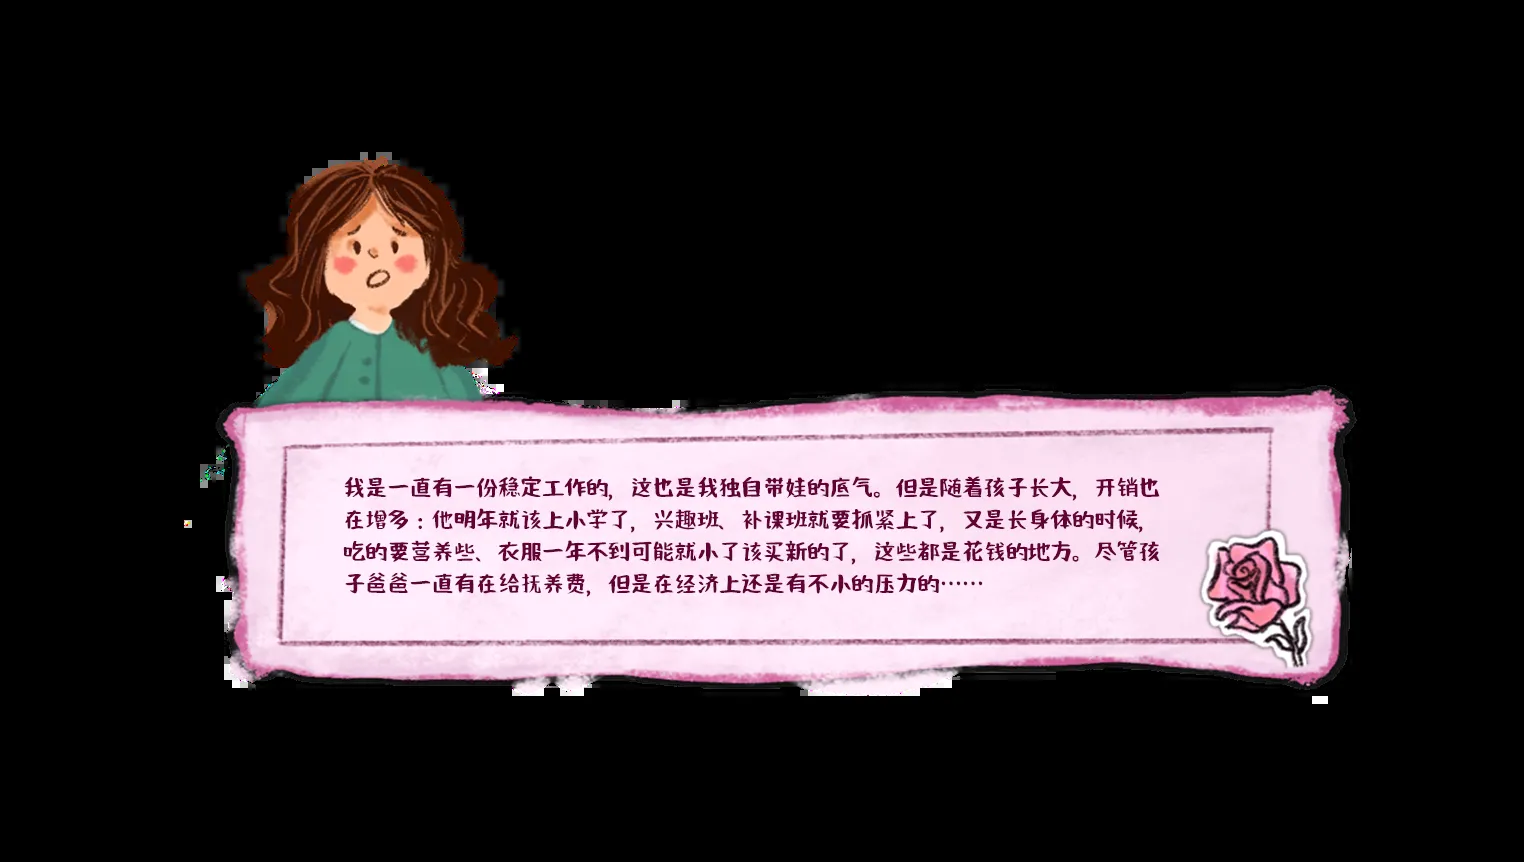 我是一直有一份稳定工作的，这也是我独自带娃的底气。但是随着孩子长大，开销也
在增多：他明年就该上小学了，兴趣班、补课班就要抓紧上了，又是长身体的时候，
吃的要营养些、衣服一年不到可能就小了该买新的了，这些都是花钱的地方。尽管孩
子爸爸一直有在给抚养费，但是在经济上还是有不小的压力的……